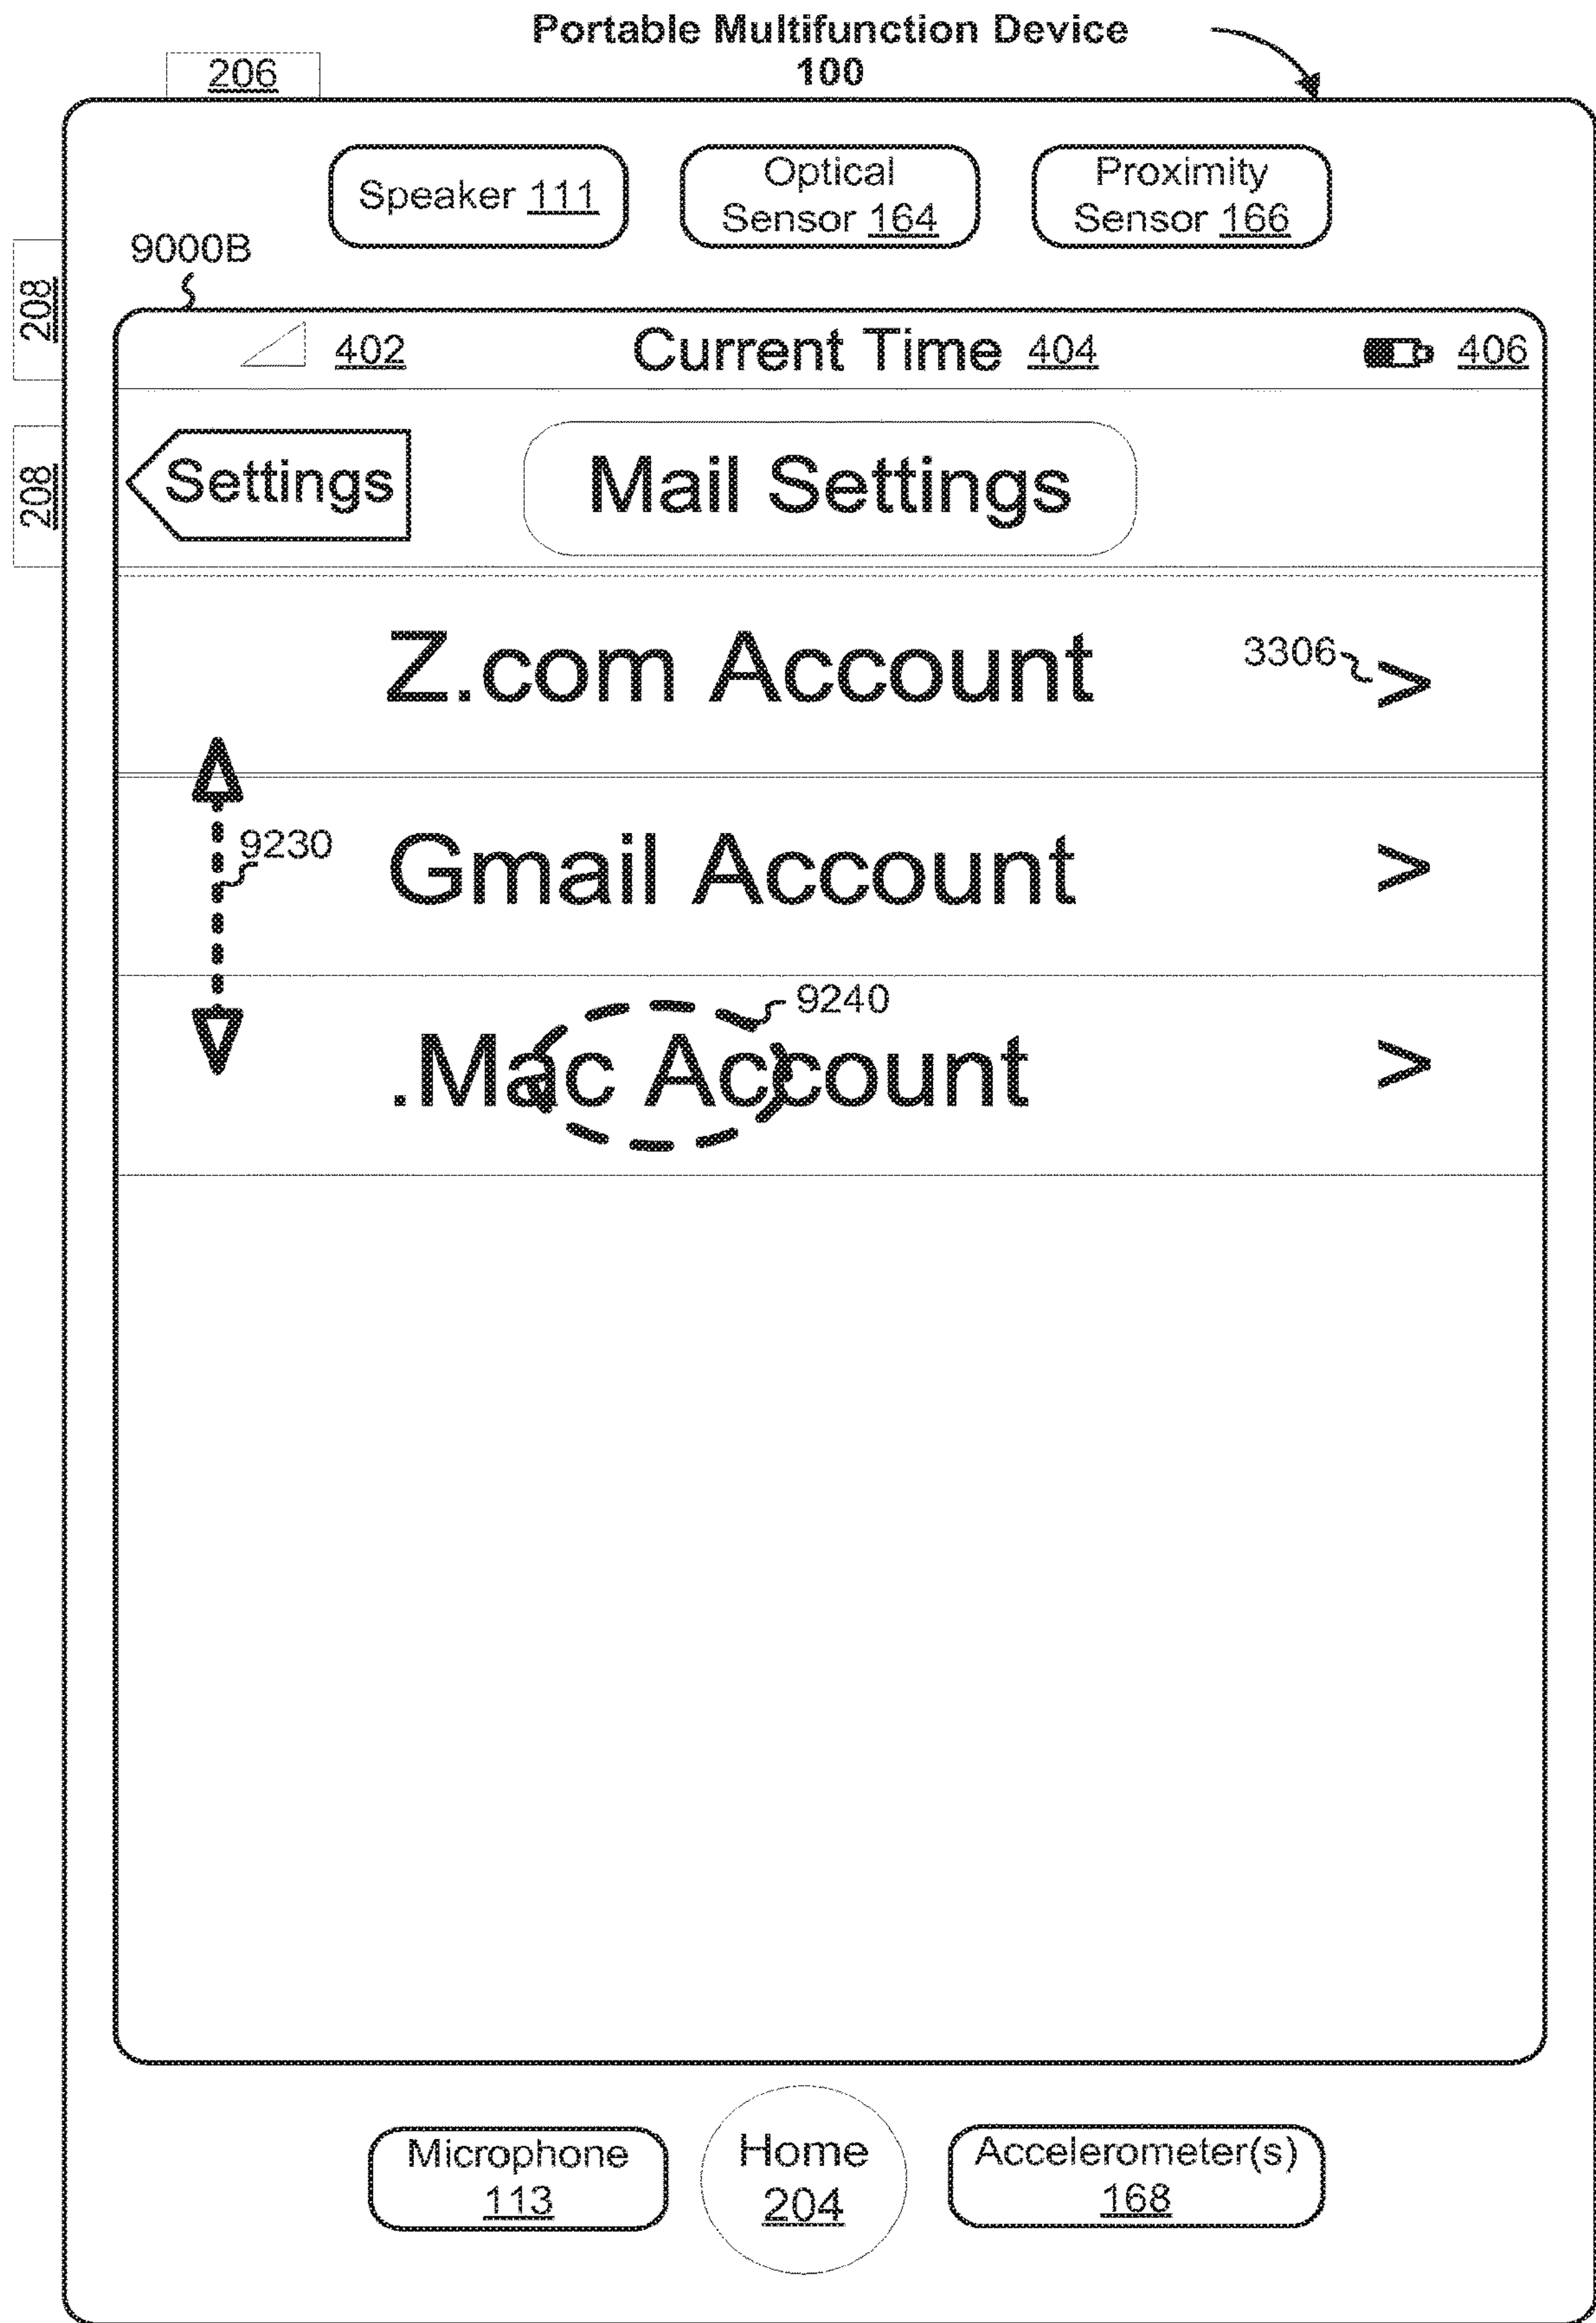 Portable Multifunction Device
100
206
Speaker 111
Optical
Sensor 164
Proximity
Sensor 166
208
9000B
402
Current Time 404
406
208
Settings
Mail Settings
Z.com Account
3306
>
9230
Gmail Account
>
9240
.Mac Account
>
Microphone
113
Home
204
Accelerometer(s)
168